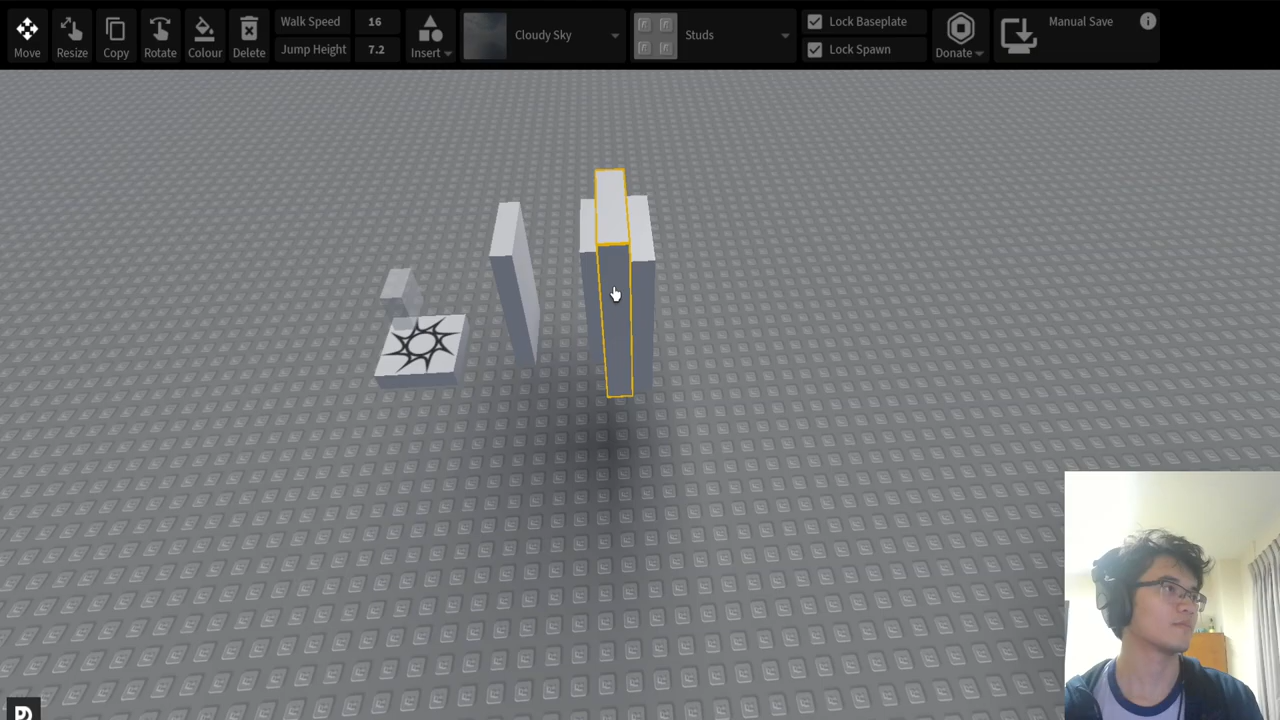 Move
Resize
Copy
Rotate
Colour
Delete
Walk Speed 16
Jump Height 7.2
Insert
Cloudy Sky
Studs
Lock Baseplate
Lock Spawn
Donate
Manual Save